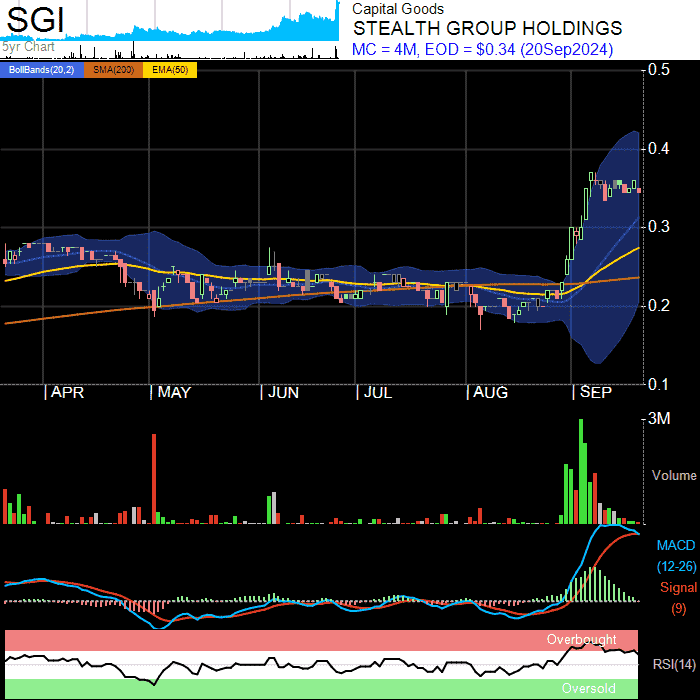 SGI
5yr Chart
Capital Goods
STEALTH GROUP HOLDINGS
MC = 4M, EOD = $0.34 (20Sep2024)
BollBands(20,2) SMA(200) EMA(50)
0.5
0.4
0.3
0.2
0.1
APR MAY JUN JUL AUG SEP
3M
Volume
MACD
(12-26)
Signal
(9)
Overbought
RSI(14)
Oversold